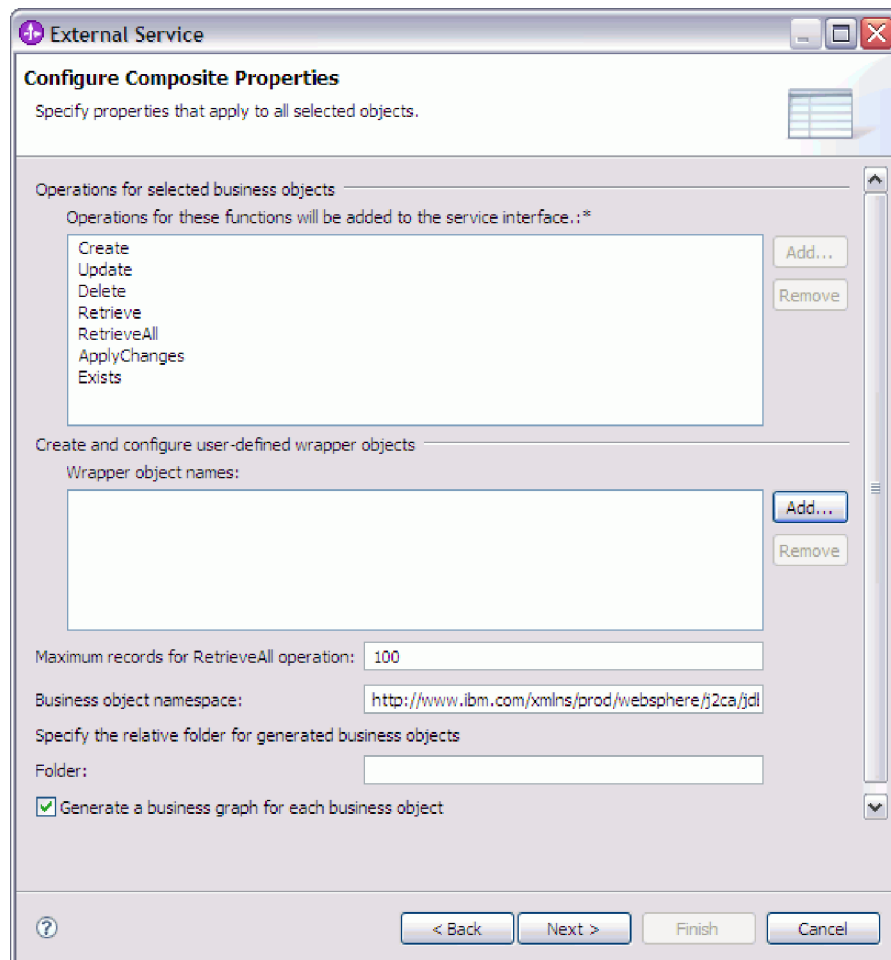 External Service
Configure Composite Properties
Specify properties that apply to all selected objects.
Operations for selected business objects
Operations for these functions will be added to the service interface.:*
Create
Update
Delete
Retrieve
RetrieveAll
ApplyChanges
Exists
Add...
Remove
Create and configure user-defined wrapper objects
Wrapper object names:
Add...
Remove
Maximum records for RetrieveAll operation: 100
Business object namespace: http://www.ibm.com/xmlns/prod/websphere/j2ca/jdl
Specify the relative folder for generated business objects
Folder:
Generate a business graph for each business object
? < Back Next > Finish Cancel